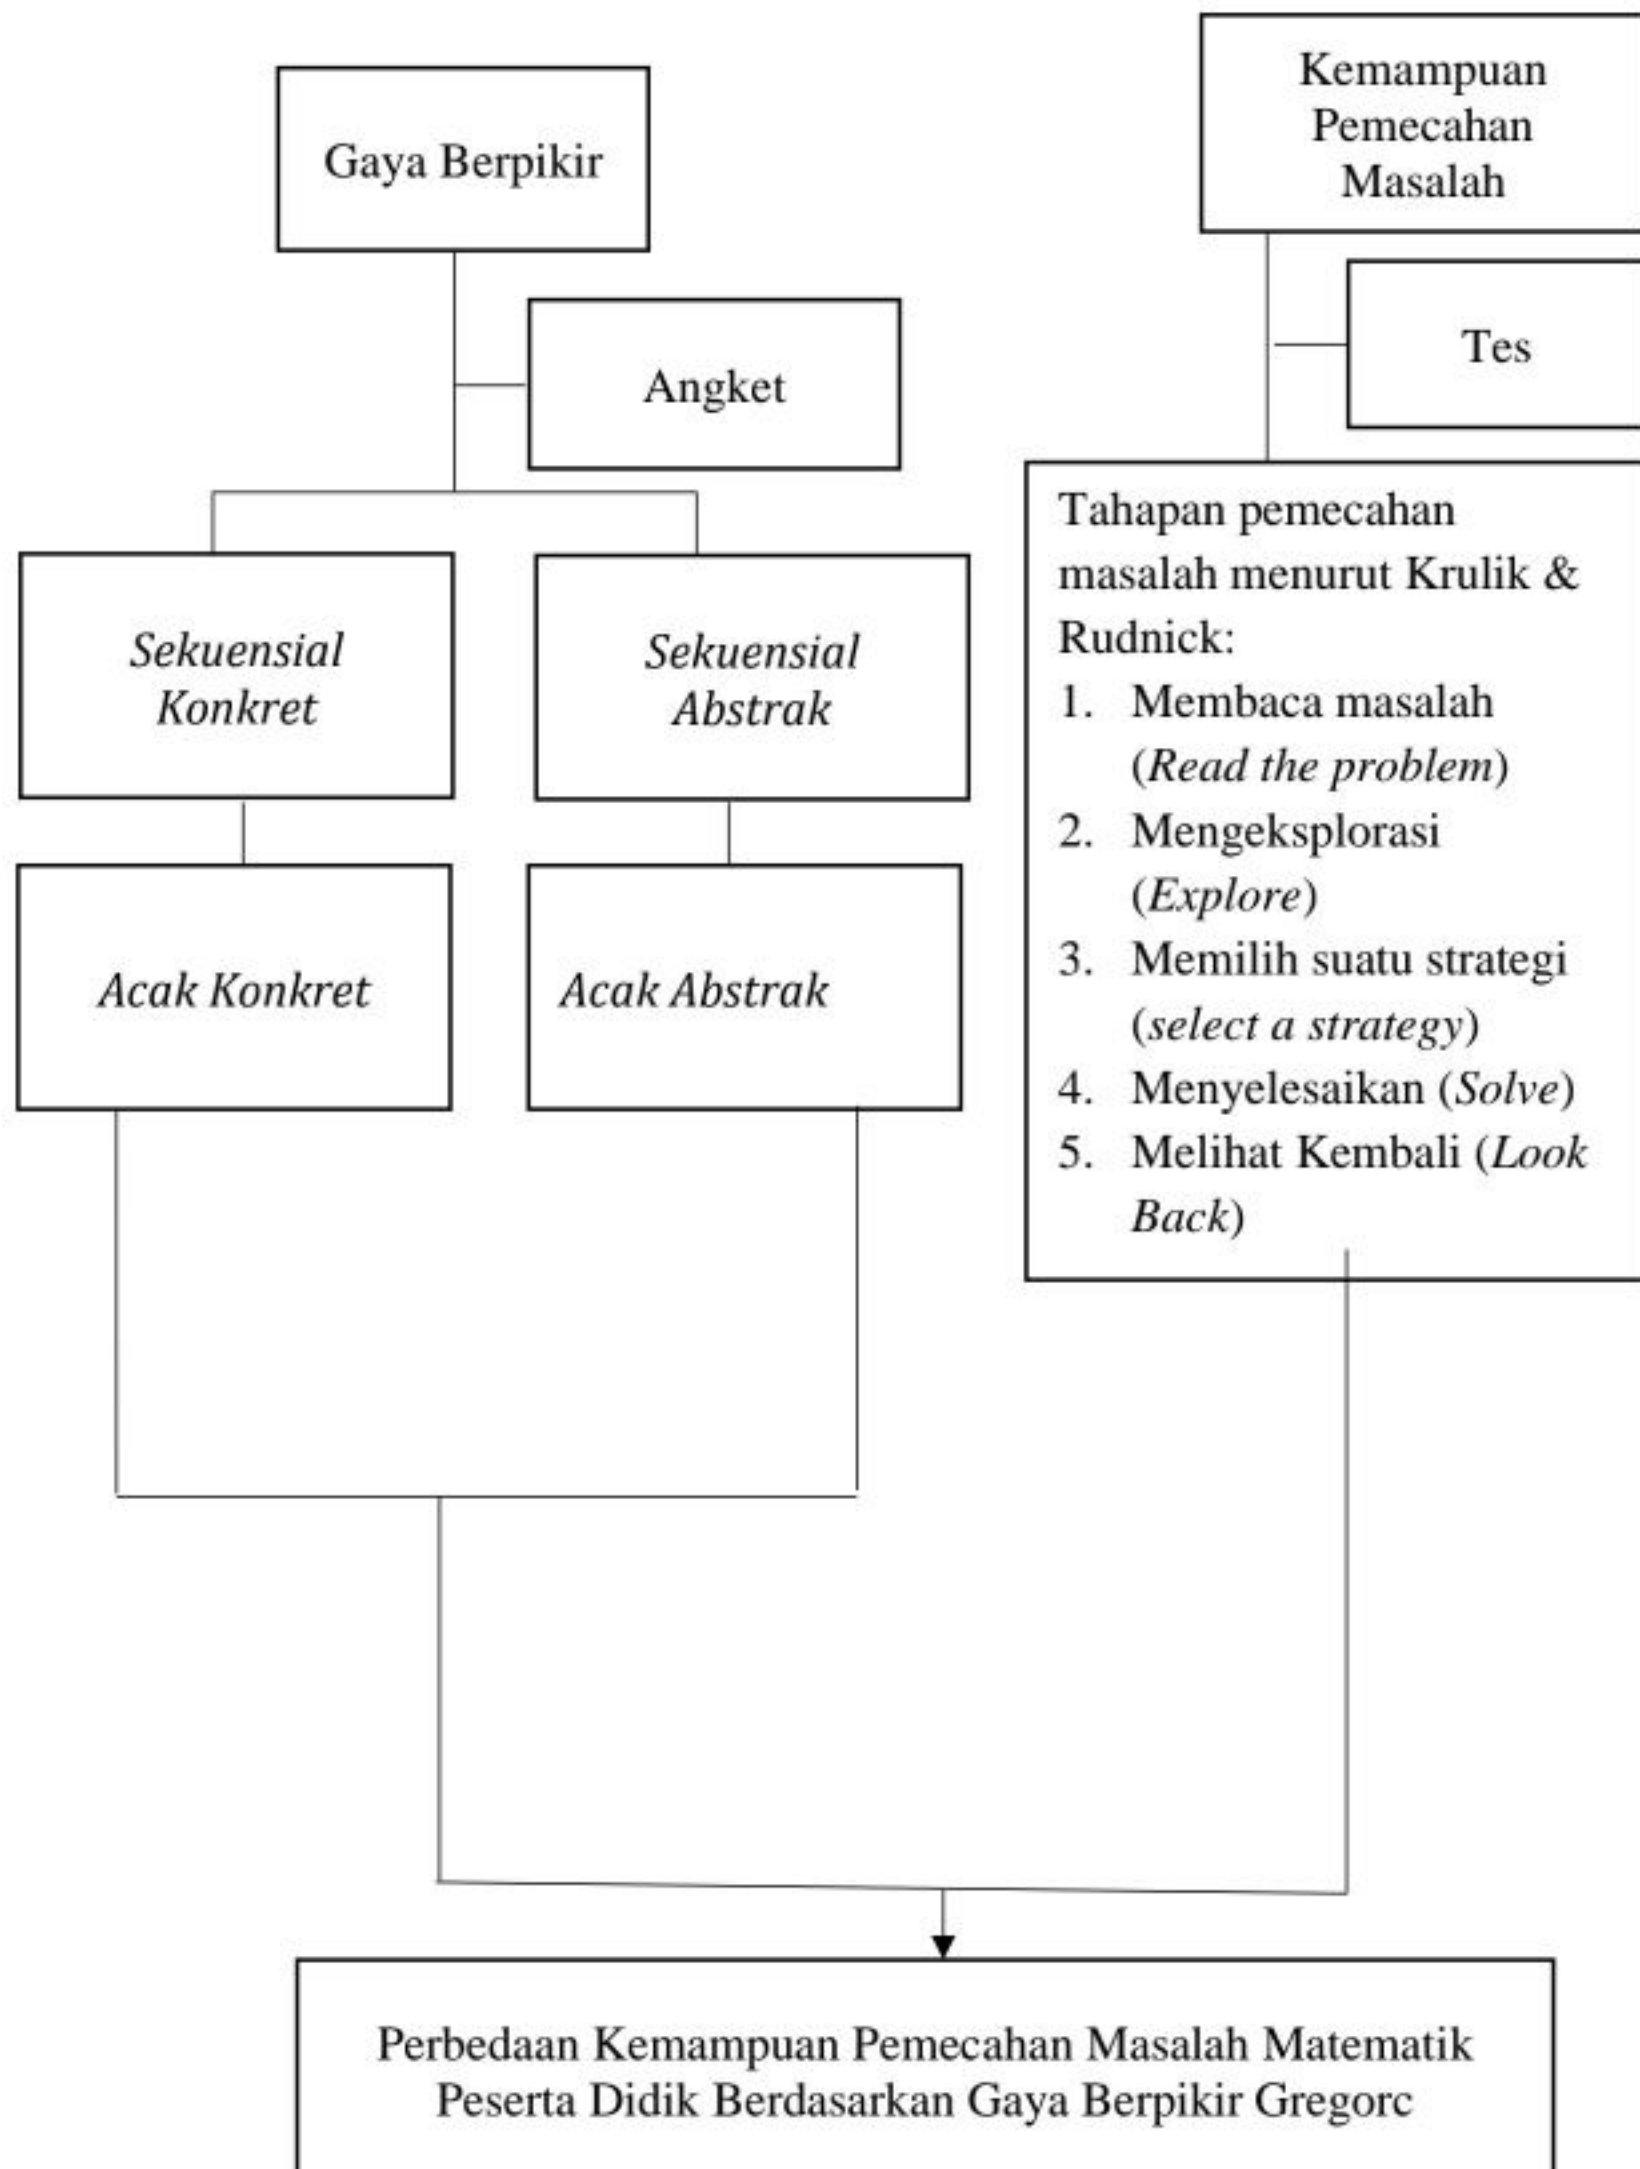 Gaya Berpikir
Angket
Sekuensial
Konkret
Sekuensial
Abstrak
Acak Konkret
Acak Abstrak
Kemampuan
Pemecahan
Masalah
Tes
Tahapan pemecahan
masalah menurut Krulik &
Rudnick:
1. Membaca masalah
(Read the problem)
2. Mengeksplorasi
(Explore)
3. Memilih suatu strategi
(select a strategy)
4. Menyelesaikan (Solve)
5. Melihat Kembali (Look
Back)
Perbedaan Kemampuan Pemecahan Masalah Matematik
Peserta Didik Berdasarkan Gaya Berpikir Gregorc